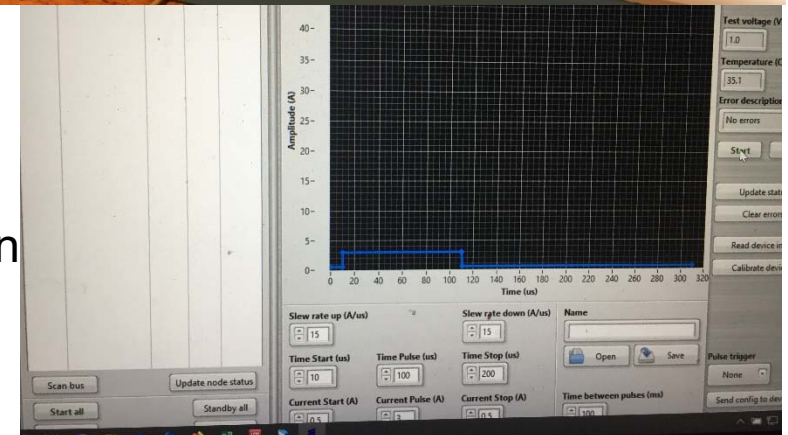 n
40-
35-
30-
25-
20-
15-
10-
5-
0-
Amplitude (A)
0 20 40 60 80 100 120 140 160 180 200 220 240 260 280 300 320
Time (us)
Test voltage (V
1.0
Temperature (C
35.1
Error description
No errors
Start
Update statu
Clear errors
Read device in
Calibrate devi
Pulse trigger
None
Send config to dev
Slew rate up (A/us)
15
Slew rate down (A/us)
15
Name
Open
Save
Time Start (us)
10
Time Pulse (us)
100
Time Stop (us)
200
Current Start (A)
0.5
Current Pulse (A)
3
Current Stop (A)
0.5
Time between pulses (ms)
100
Scan bus
Update node status
Start all
Standby all